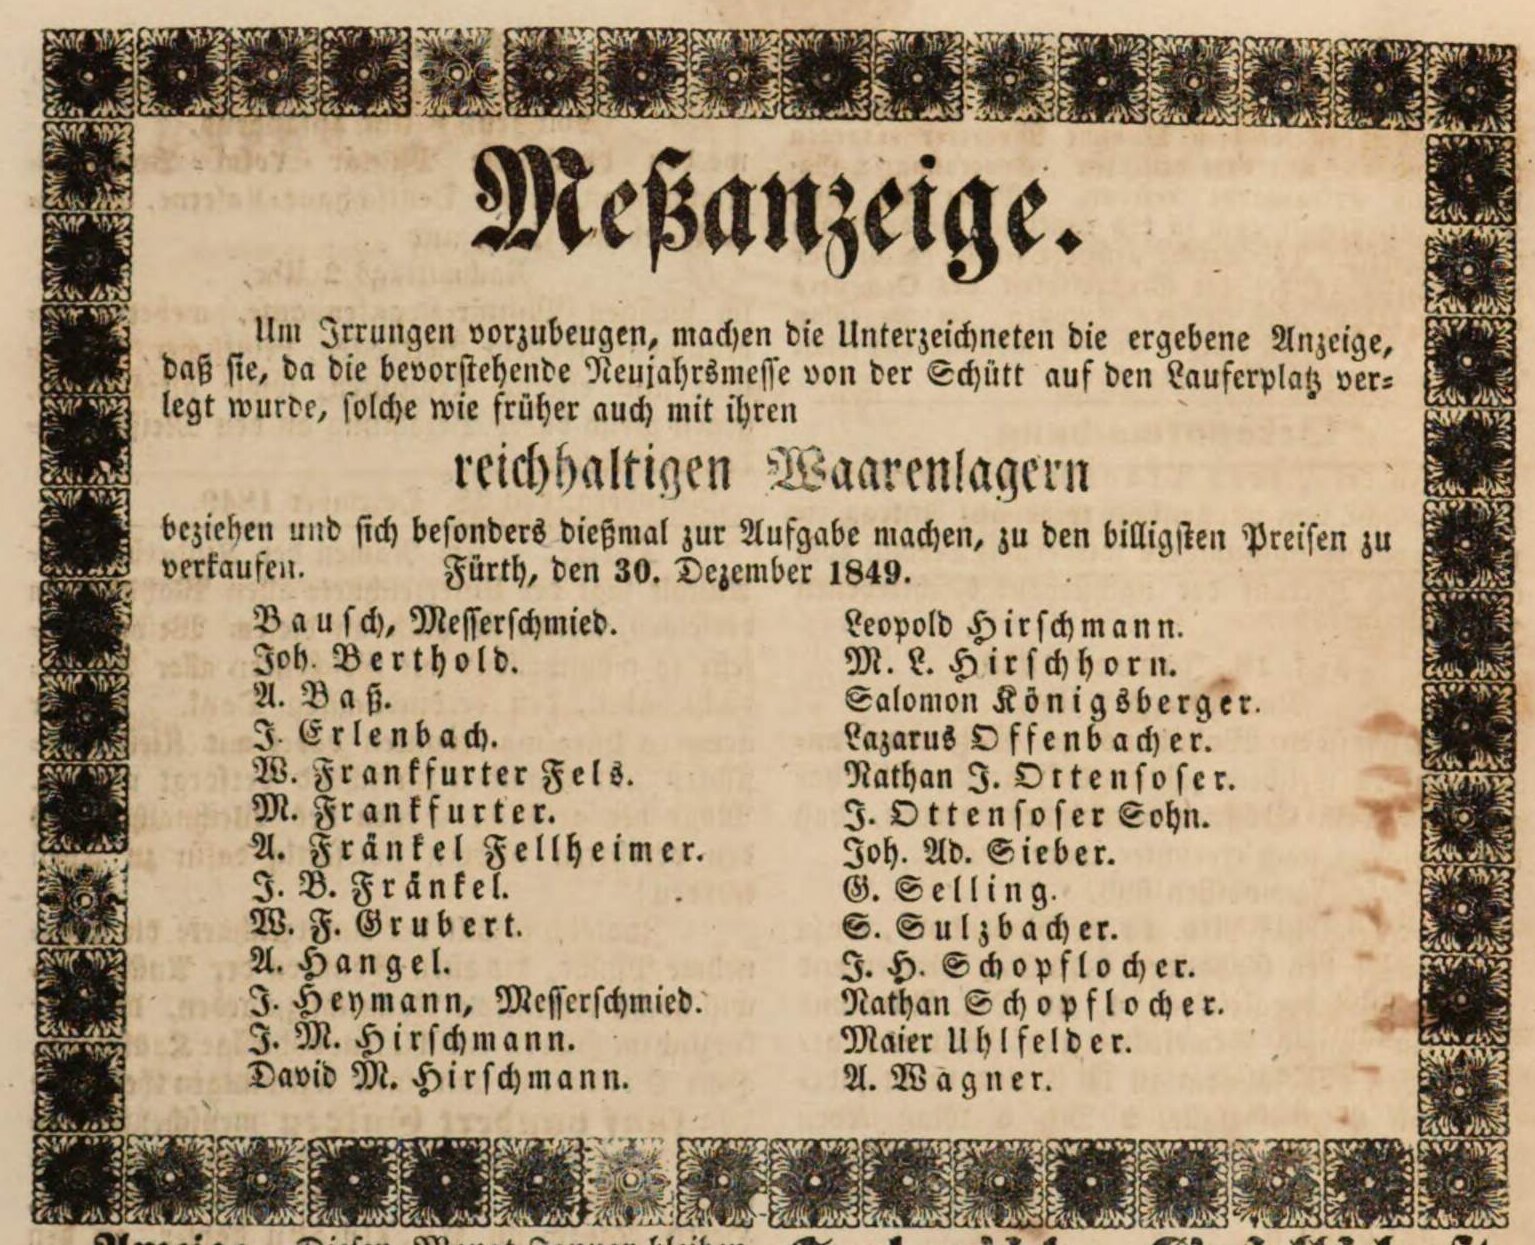 Meßanzeige.
Um Irrungen vorzubeugen, machen die Unterzeichneten die ergebene Anzeige,
daß sie, da die bevorstehende Neujahrsmesse von der Schütt auf den Lauferplatz ver-
legt wurde, solche wie früher auch mit ihren
reichhaltigen Waarenlagern
beziehen und sich besonders dießmal zur Aufgabe machen, zu den billigsten Preisen zu
verkaufen. Fürth, den 30. Dezember 1849.
Bausch, Messerschmied.
Joh. Berthold.
A. Baß.
J. Erlenbach.
W. Frankfurter Fels.
M. Frankfurter.
A. Fränkel Fellheimer.
J. B. Fränkel.
W. F. Grubert.
A. Hangel.
J. Heymann, Messerschmied.
J. M. Hirschmann.
David M. Hirschmann.
Leopold Hirschmann.
M. L. Hirschhorn.
Salomon Königsberger.
Lazarus Offenbacher.
Nathan J. Ottensoser.
J. Ottensoser Sohn.
Joh. Ad. Sieber.
G. Selling.
S. Sulzbacher.
J. H. Schopflocher.
Nathan Schopflocher.
Maier Uhlfelder.
A. Wagner.